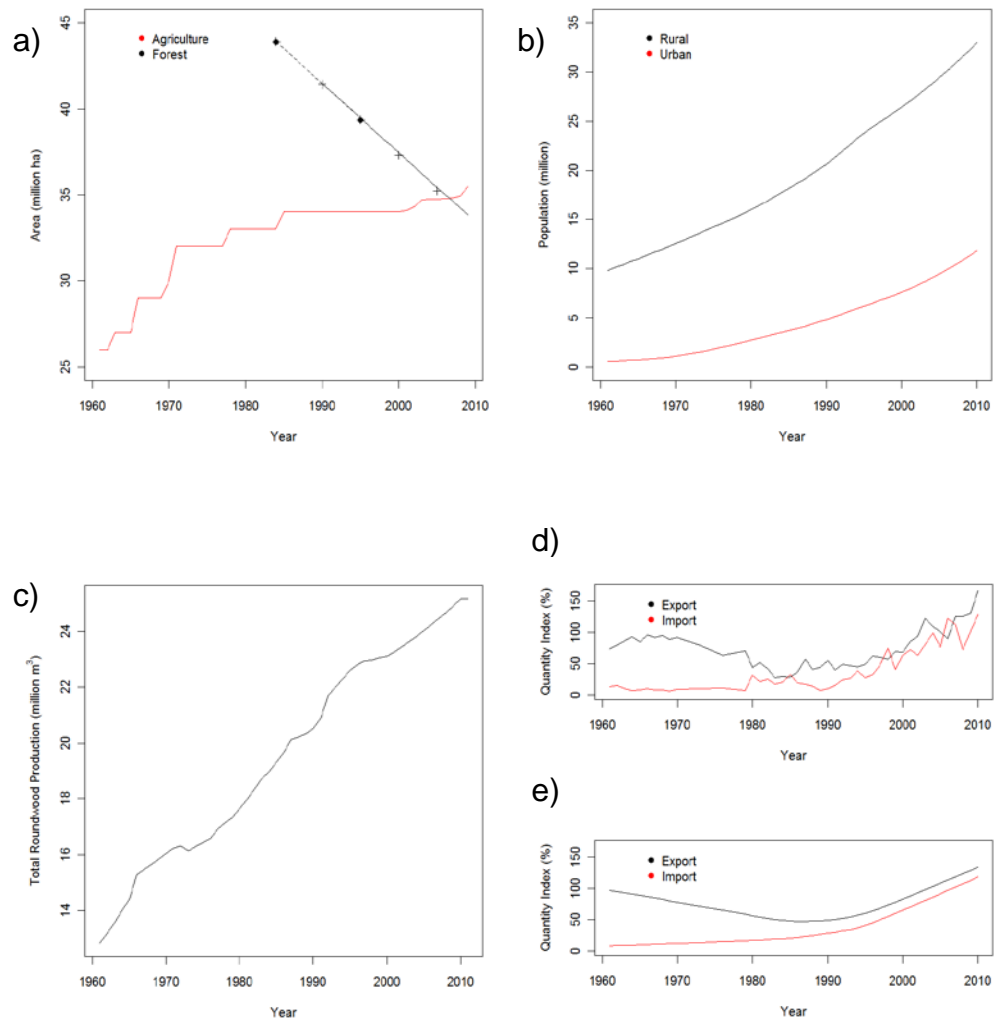 a)
45
40
35
30
25
Area (million ha)
Agriculture
Forest
1960 1970 1980 1990 2000 2010
Year
b)
35
30
25
20
15
10
5
0
Population (million)
Rural
Urban
1960 1970 1980 1990 2000 2010
Year
c)
24
22
20
18
16
14
Total Roundwood Production (million m³)
1960 1970 1980 1990 2000 2010
Year
d)
150
100
50
0
Quantity Index (%)
Export
Import
1960 1970 1980 1990 2000 2010
Year
e)
150
100
50
0
Quantity Index (%)
Export
Import
1960 1970 1980 1990 2000 2010
Year